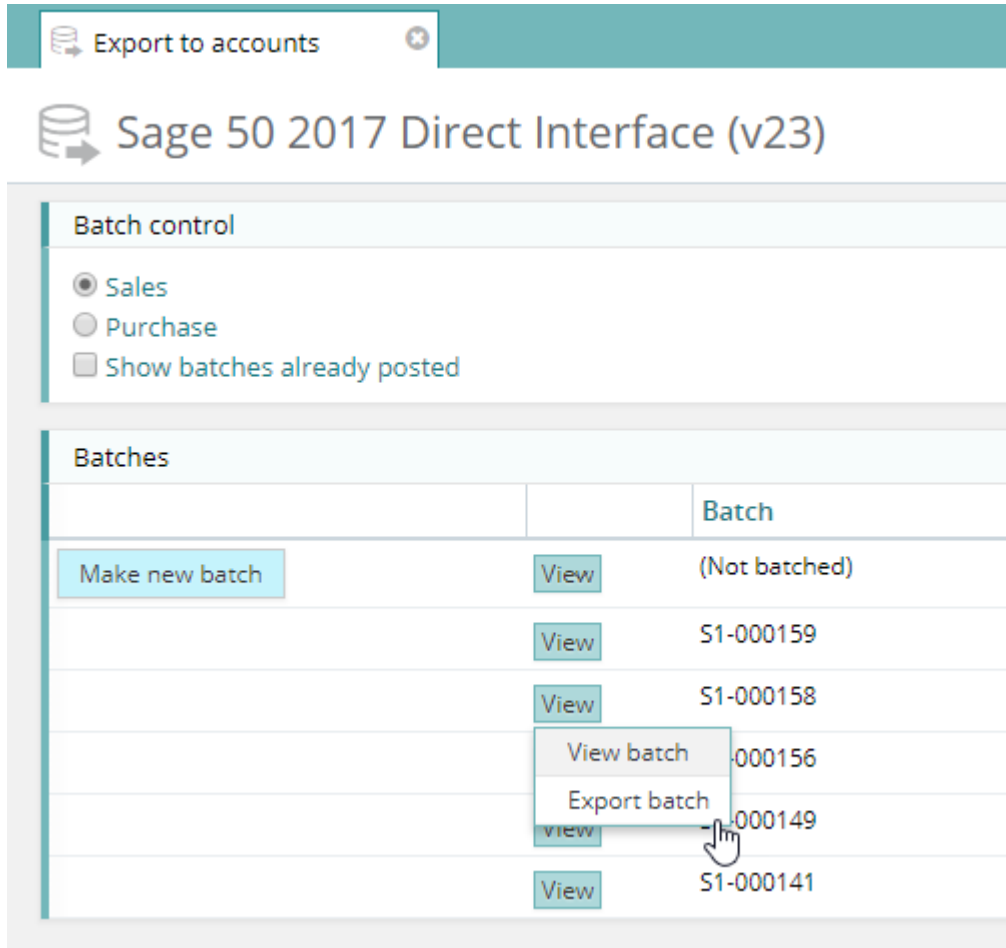 Export to accounts
Sage 50 2017 Direct Interface (v23)
Batch control
Sales
Purchase
Show batches already posted
Batches
Batch
Make new batch View (Not batched)
View S1-000159
View S1-000158
View batch
-000156
Export batch
View -000149
View S1-000141